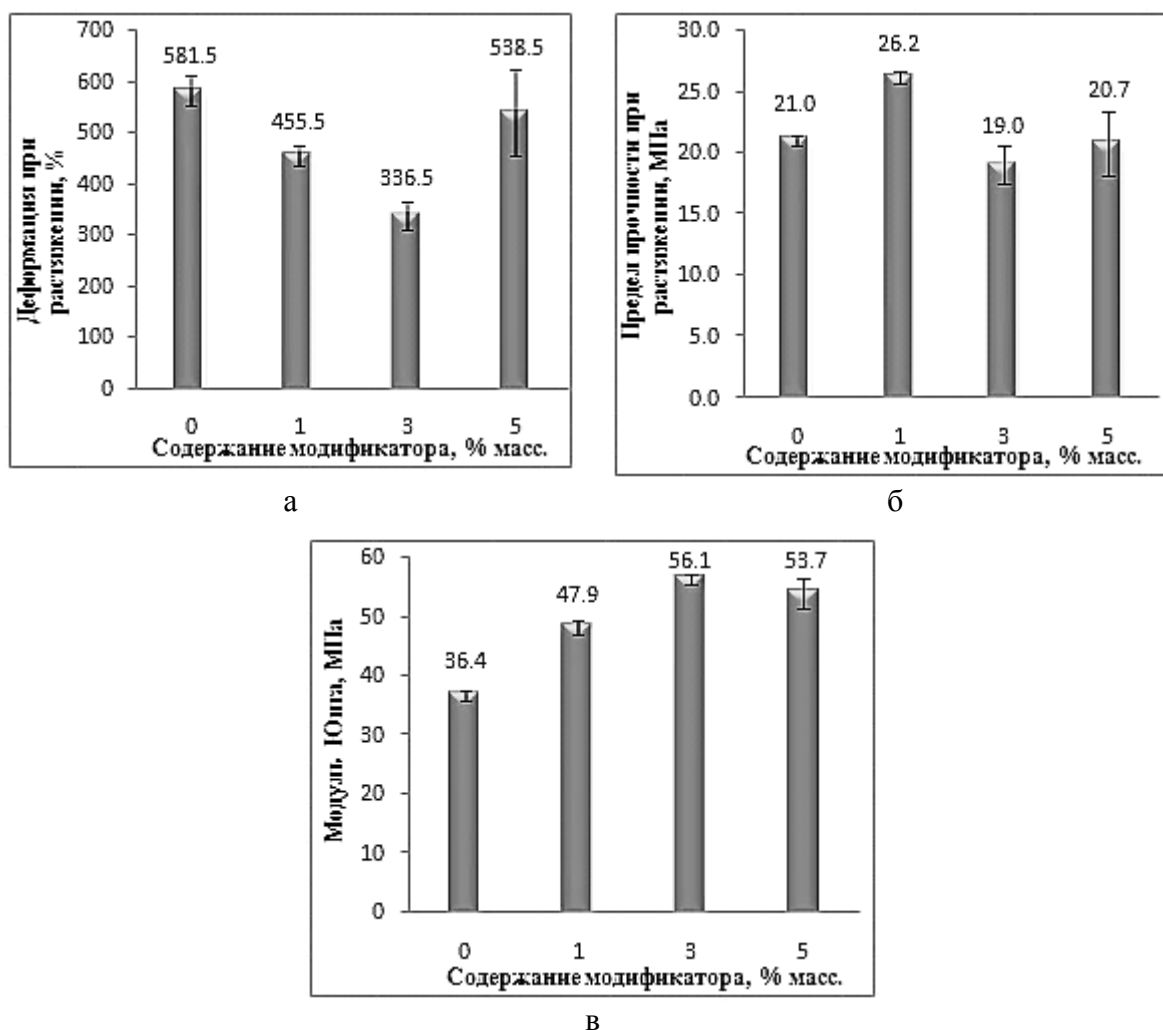 Деформация при
растяжении, %
700
600
500
400
300
200
100
0
581.5
455.5
336.5
538.5
0 1 3 5
Содержание модификатора, % масс.
а
Предел прочности при
растяжении, МПа
30.0
25.0
20.0
15.0
10.0
5.0
0.0
21.0
26.2
19.0
20.7
0 1 3 5
Содержание модификатора, % масс.
б
Модуль Юнга, МПа
60
50
40
30
20
10
0
36.4
47.9
56.1
53.7
0 1 3 5
Содержание модификатора, % масс.
в